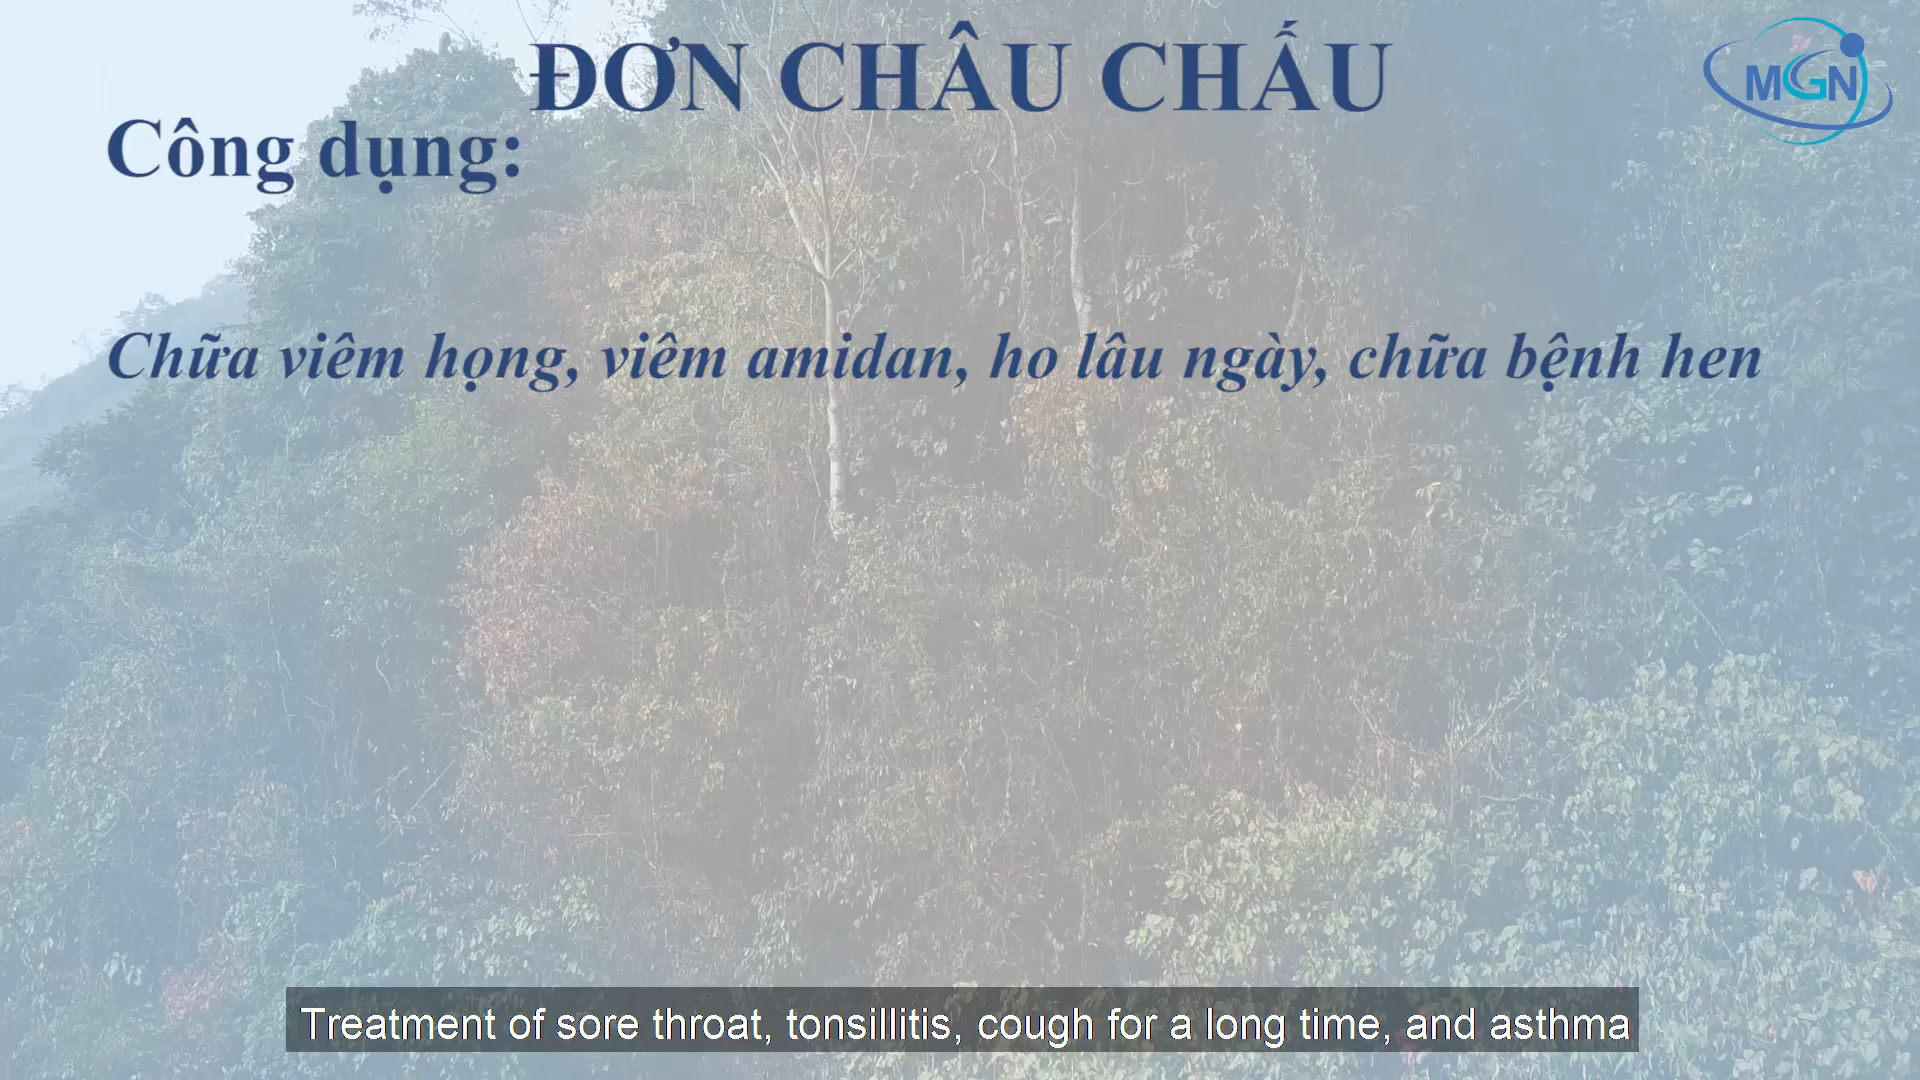 ĐƠN CHÂU CHẤU
MGN
Công dụng:
Chữa viêm họng, viêm amidan, ho lâu ngày, chữa bệnh hen
Treatment of sore throat, tonsillitis, cough for a long time, and asthma